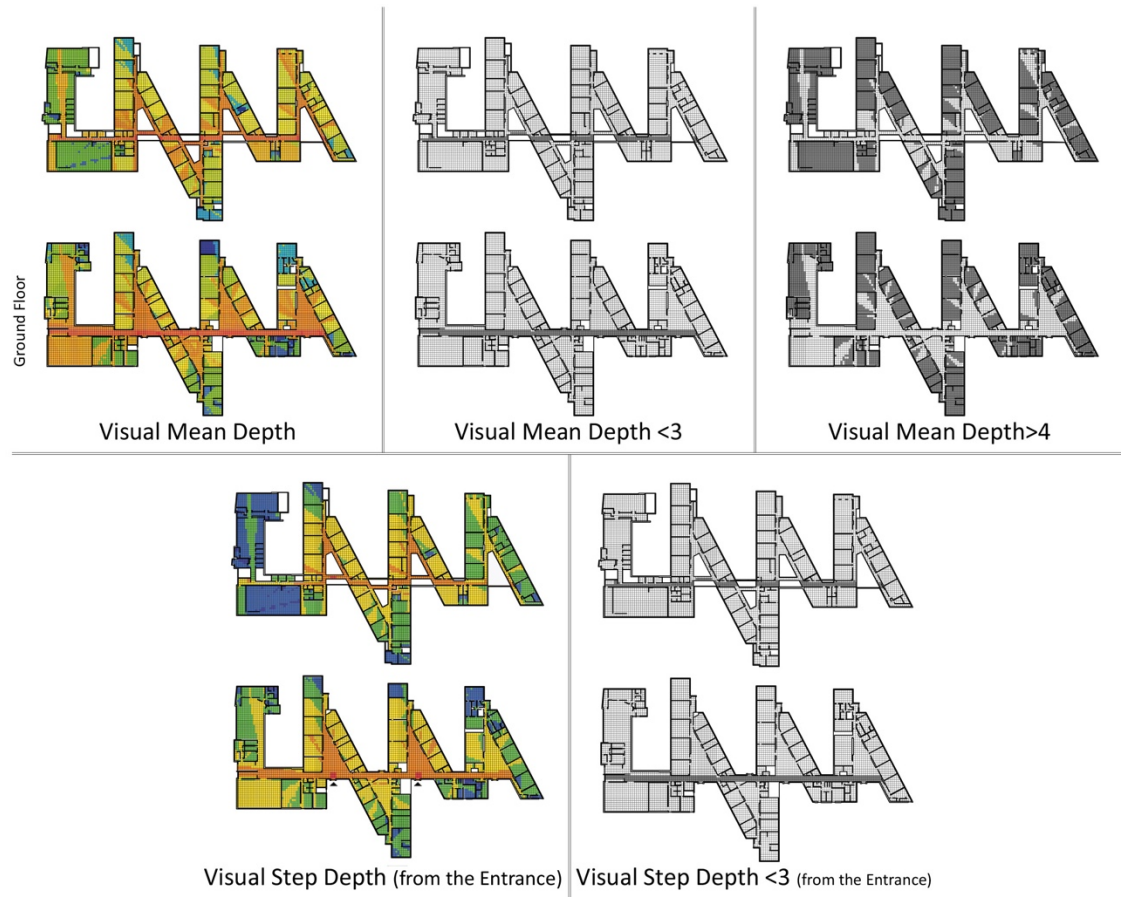 Ground Floor
Visual Mean Depth
Visual Mean Depth <3
Visual Mean Depth>4
Visual Step Depth (from the Entrance)
Visual Step Depth <3 (from the Entrance)